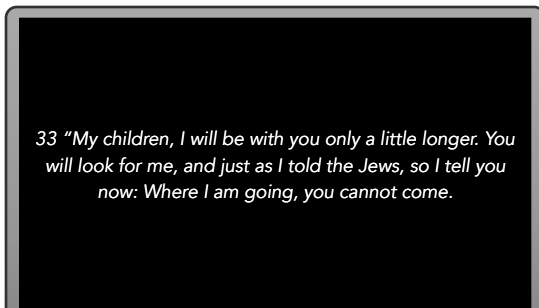 33 “My children, I will be with you only a little longer. You
will look for me, and just as I told the Jews, so I tell you
now: Where I am going, you cannot come.